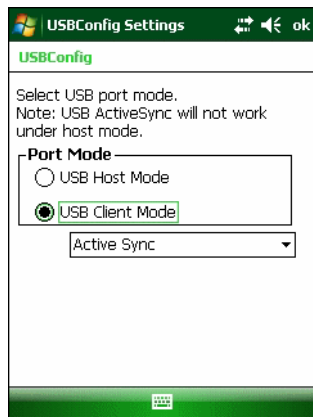 USBConfig Settings ok
USBConfig
Select USB port mode.
Note: USB ActiveSync will not work
under host mode.
Port Mode
USB Host Mode
USB Client Mode
Active Sync